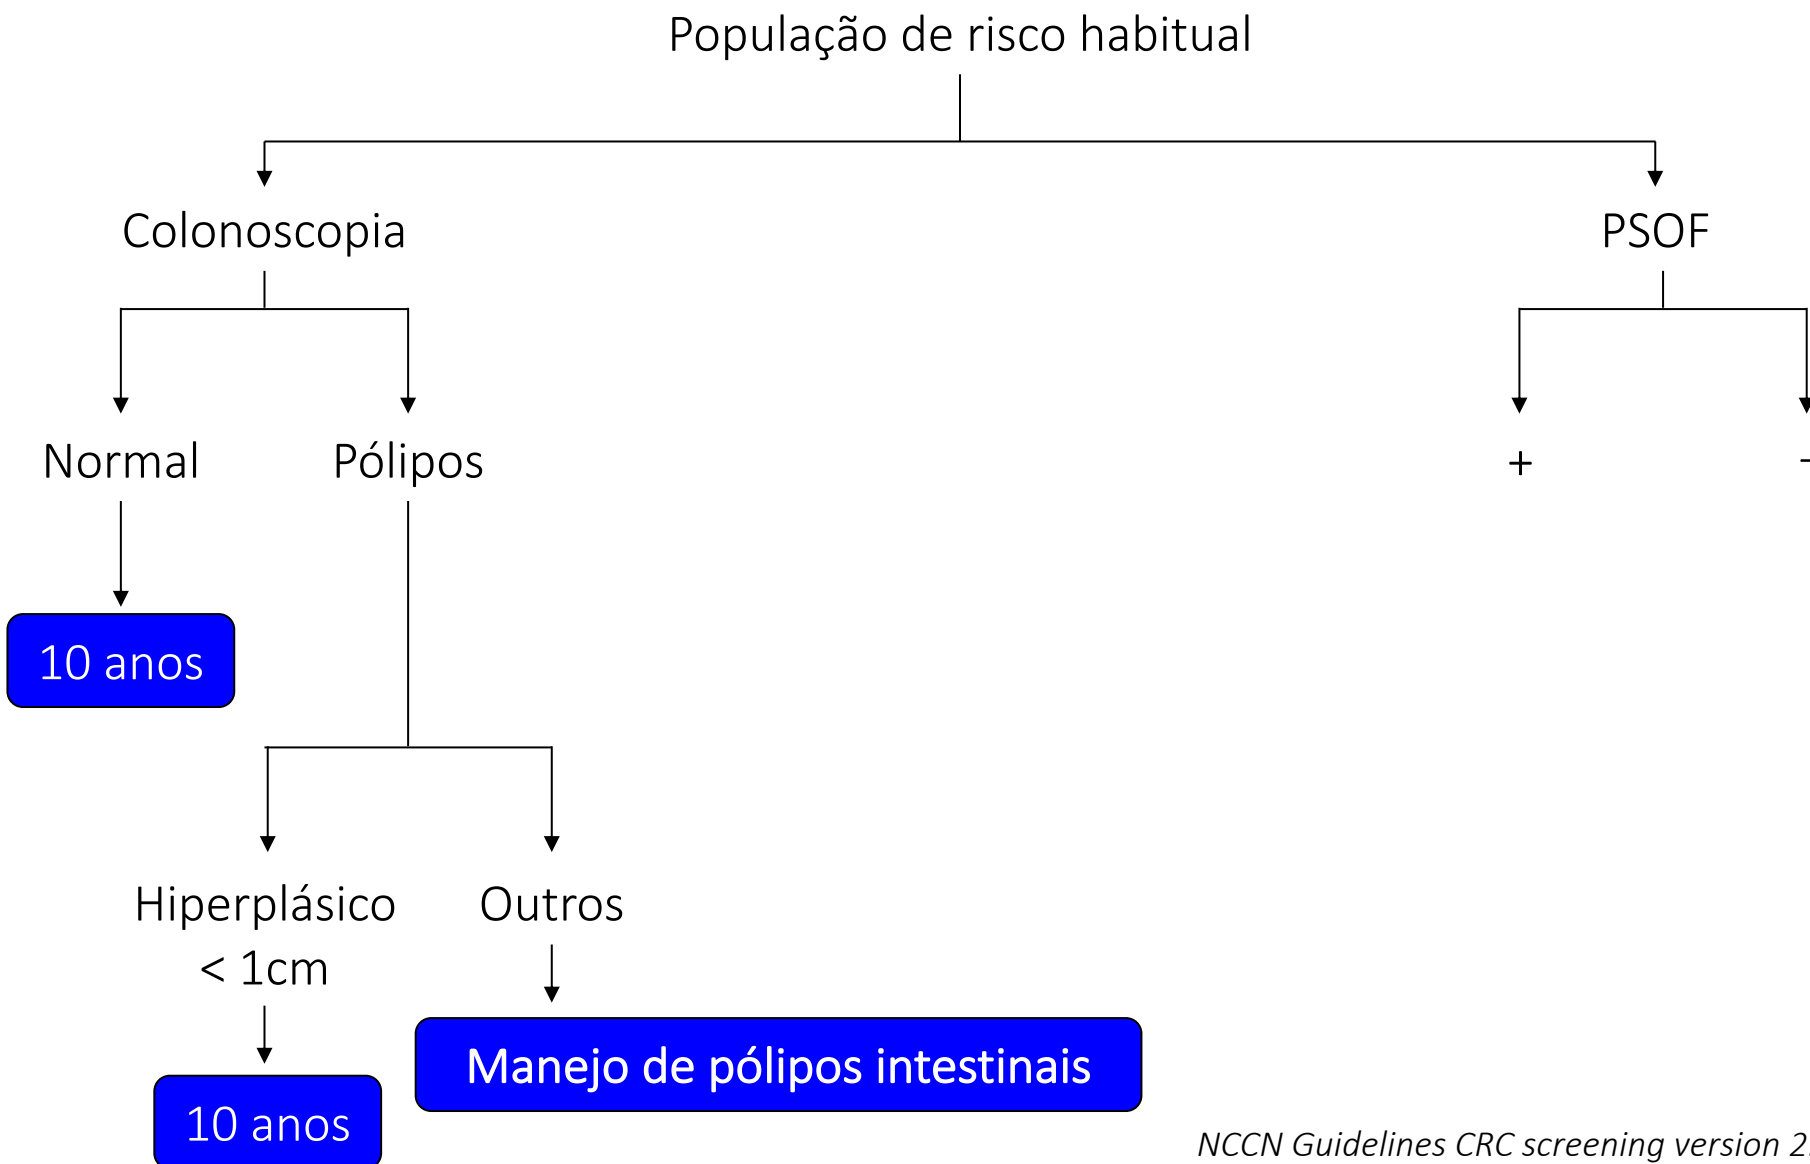 População de risco habitual
Colonoscopia
PSOF
Normal
Pólipos
+
-
10 anos
Hiperplásico
< 1cm
Outros
Manejo de pólipos intestinais
10 anos
NCCN Guidelines CRC screening version 2